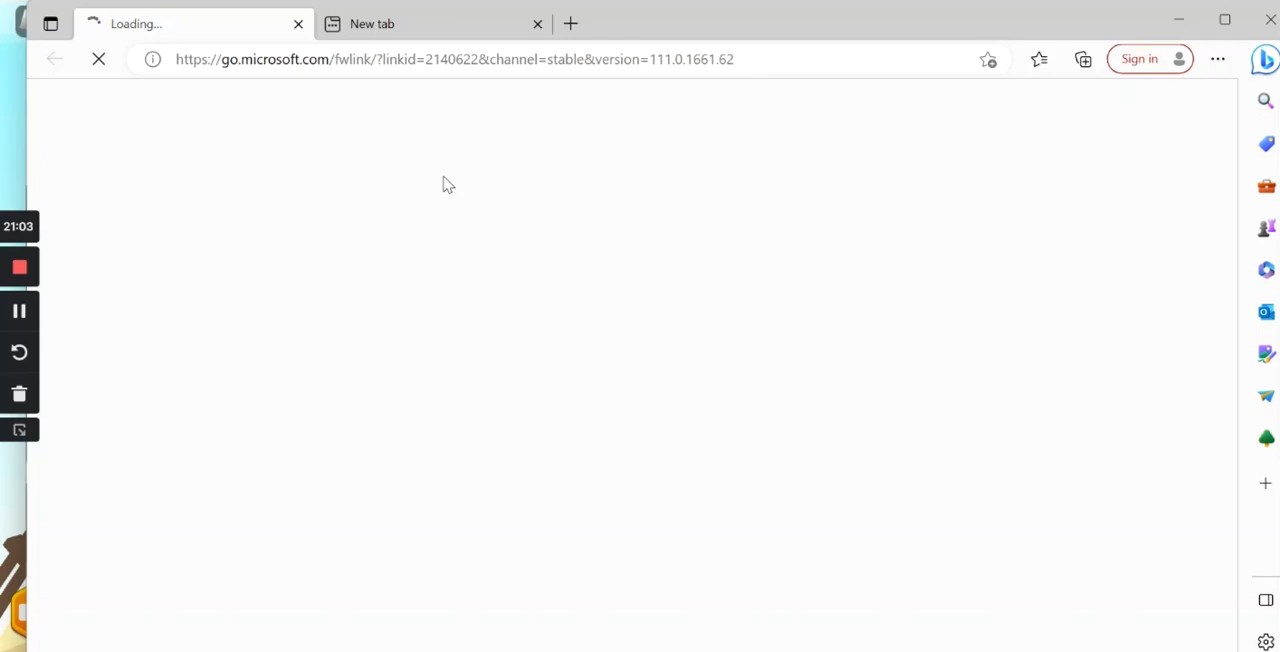 Loading...
New tab
https://go.microsoft.com/fwlink/?linkid=2140622&channel=stable&version=111.0.1661.62
Sign in
21:03